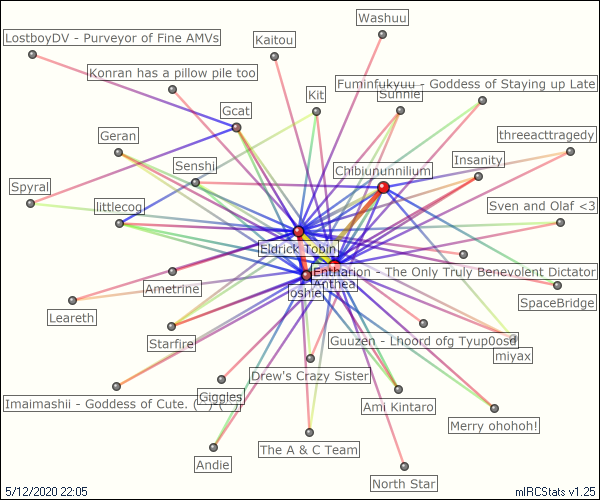 Washuu
LostboyDV - Purveyor of Fine AMVs
Kaitou
Konran has a pillow pile too
Fuminfukyuu - Goddess of Staying up Late
Kit
Sunnie
Gcat
Geran
threeacttragedy
Senshi
Insanity
Chibiununnilium
Spyral
littlecog
Sven and Olaf <3
Eldrick Tobin
Entharion - The Only Truly Benevolent Dictator
Anthea
Ametrine
oshie
SpaceBridge
Leareth
Starfire
Guuzen - Lhoord ofg Tyup0osd
miyax
Drew's Crazy Sister
Giggles
Imaimashii - Goddess of Cute.
Ami Kintaro
Merry ohohoh!
The A & C Team
Andie
North Star
5/12/2020 22:05
mIRCStats v1.25